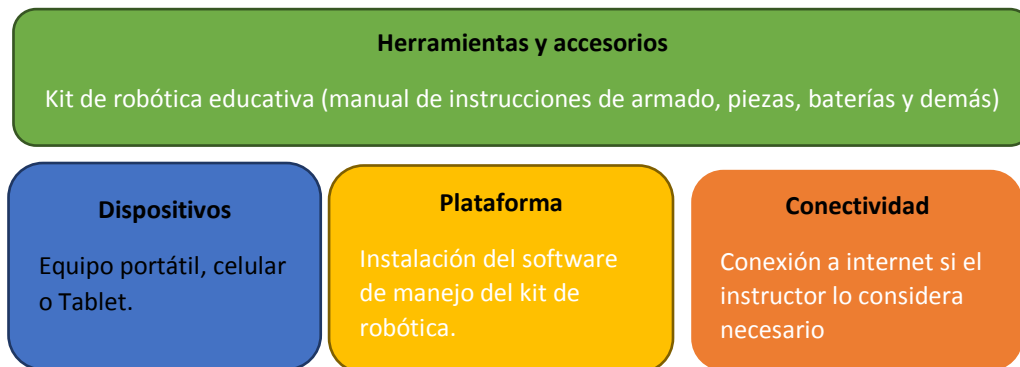 Herramientas y accesorios
Kit de robótica educativa (manual de instrucciones de armado, piezas, baterías y demás)
Dispositivos
Equipo portátil, celular
o Tablet.
Plataforma
Instalación del software
de manejo del kit de
robótica.
Conectividad
Conexión a internet si el
instructor lo considera
necesario